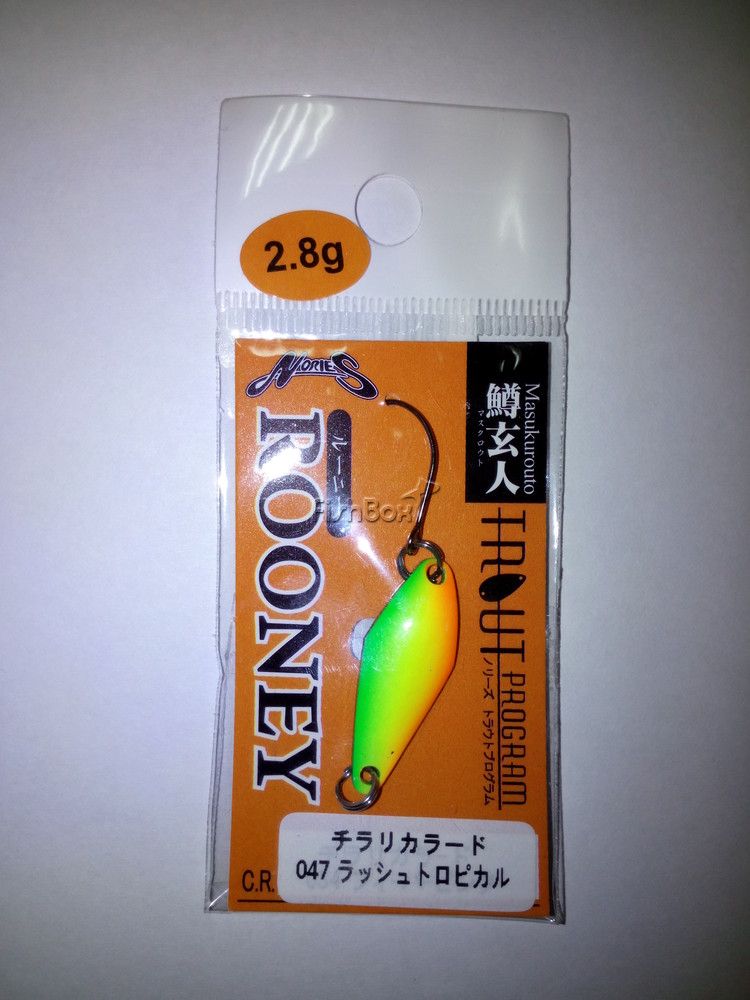 2.8g
NORIES
ROONEY
ルーニー
FishBox
Masukurouto
鱒玄人
マスクロウト
TROUT
PROGRAM
ノリーズ トラウトプログラム
C.R.
チラリカラード
047 ラッシュトロピカル